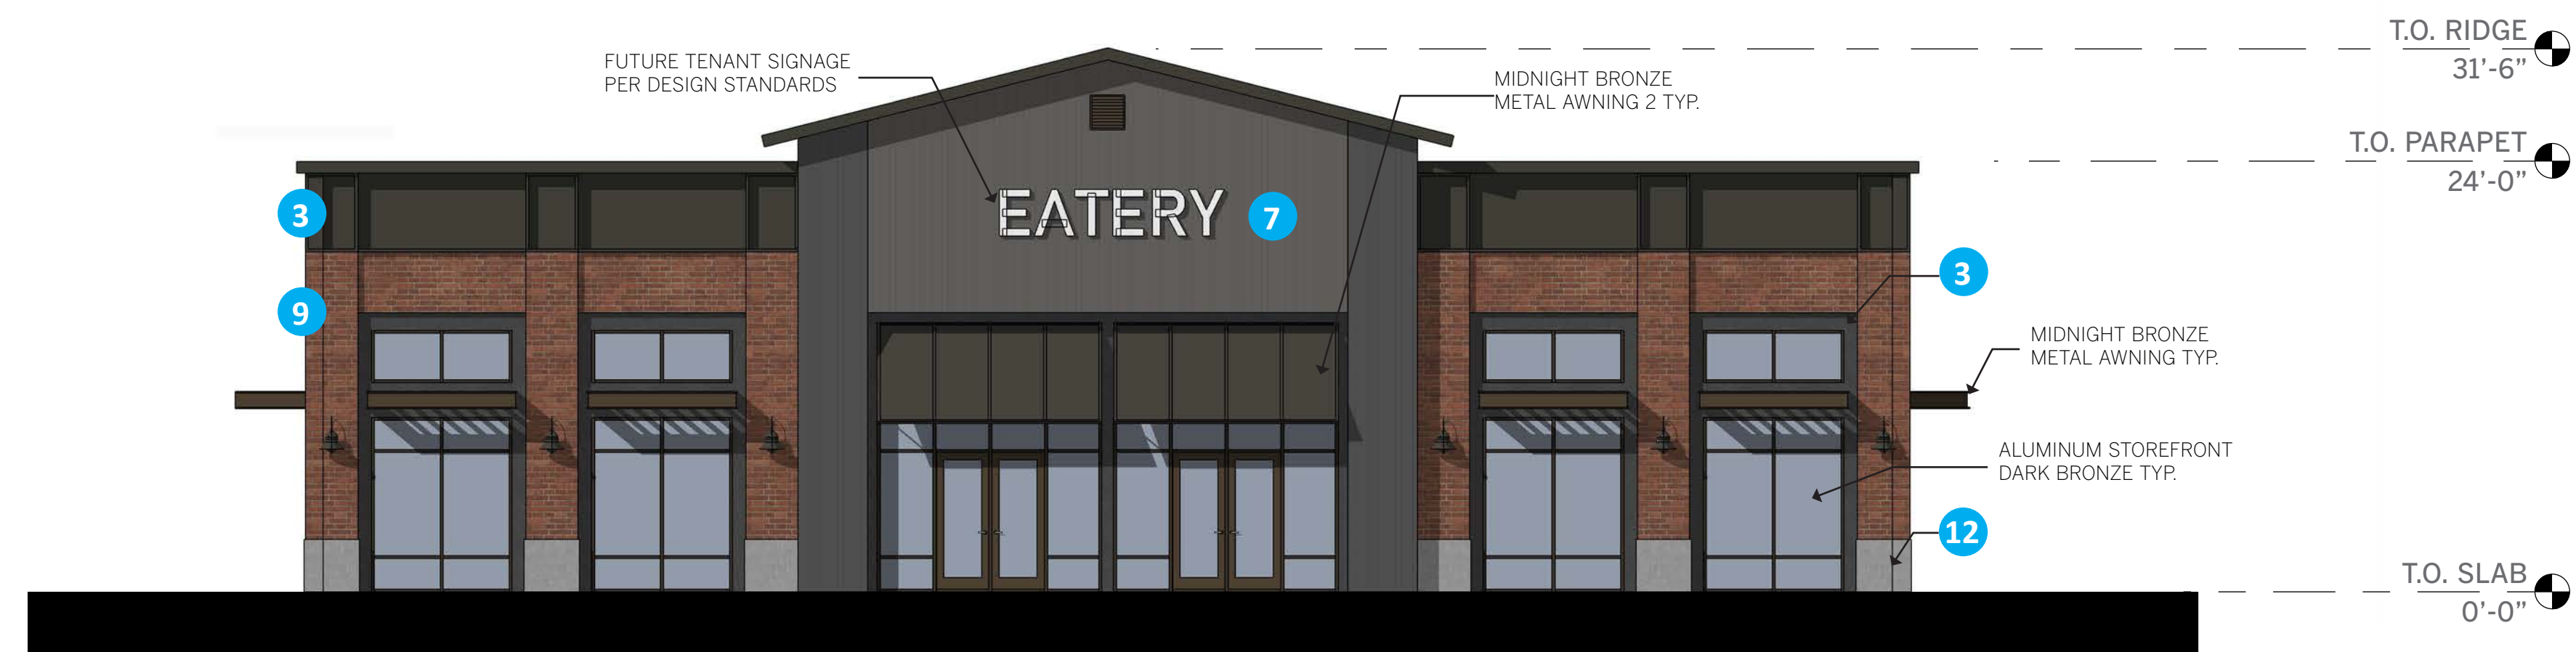 T.O. RIDGE
31'-6"
FUTURE TENANT SIGNAGE
PER DESIGN STANDARDS
MIDNIGHT BRONZE
METAL AWNING 2 TYP.
T.O. PARAPET
24'-0"
3
EATERY
7
3
9
MIDNIGHT BRONZE
METAL AWNING TYP.
ALUMINUM STOREFRONT
DARK BRONZE TYP.
12
T.O. SLAB
0'-0"